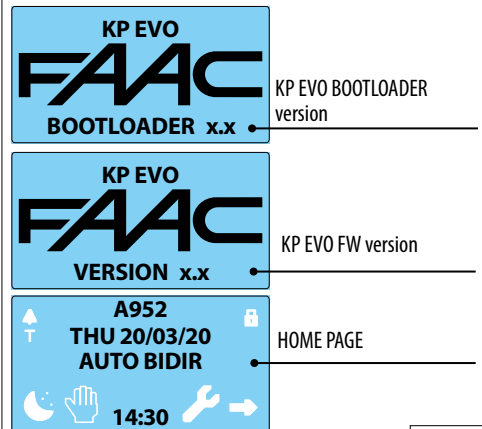 KP EVO
FAAC
BOOTLOADER x.x
KP EVO BOOTLOADER
version
KP EVO
FAAC
VERSION x.x
KP EVO FW version
A952
T
THU 20/03/20
AUTO BIDIR
HOME PAGE
14:30